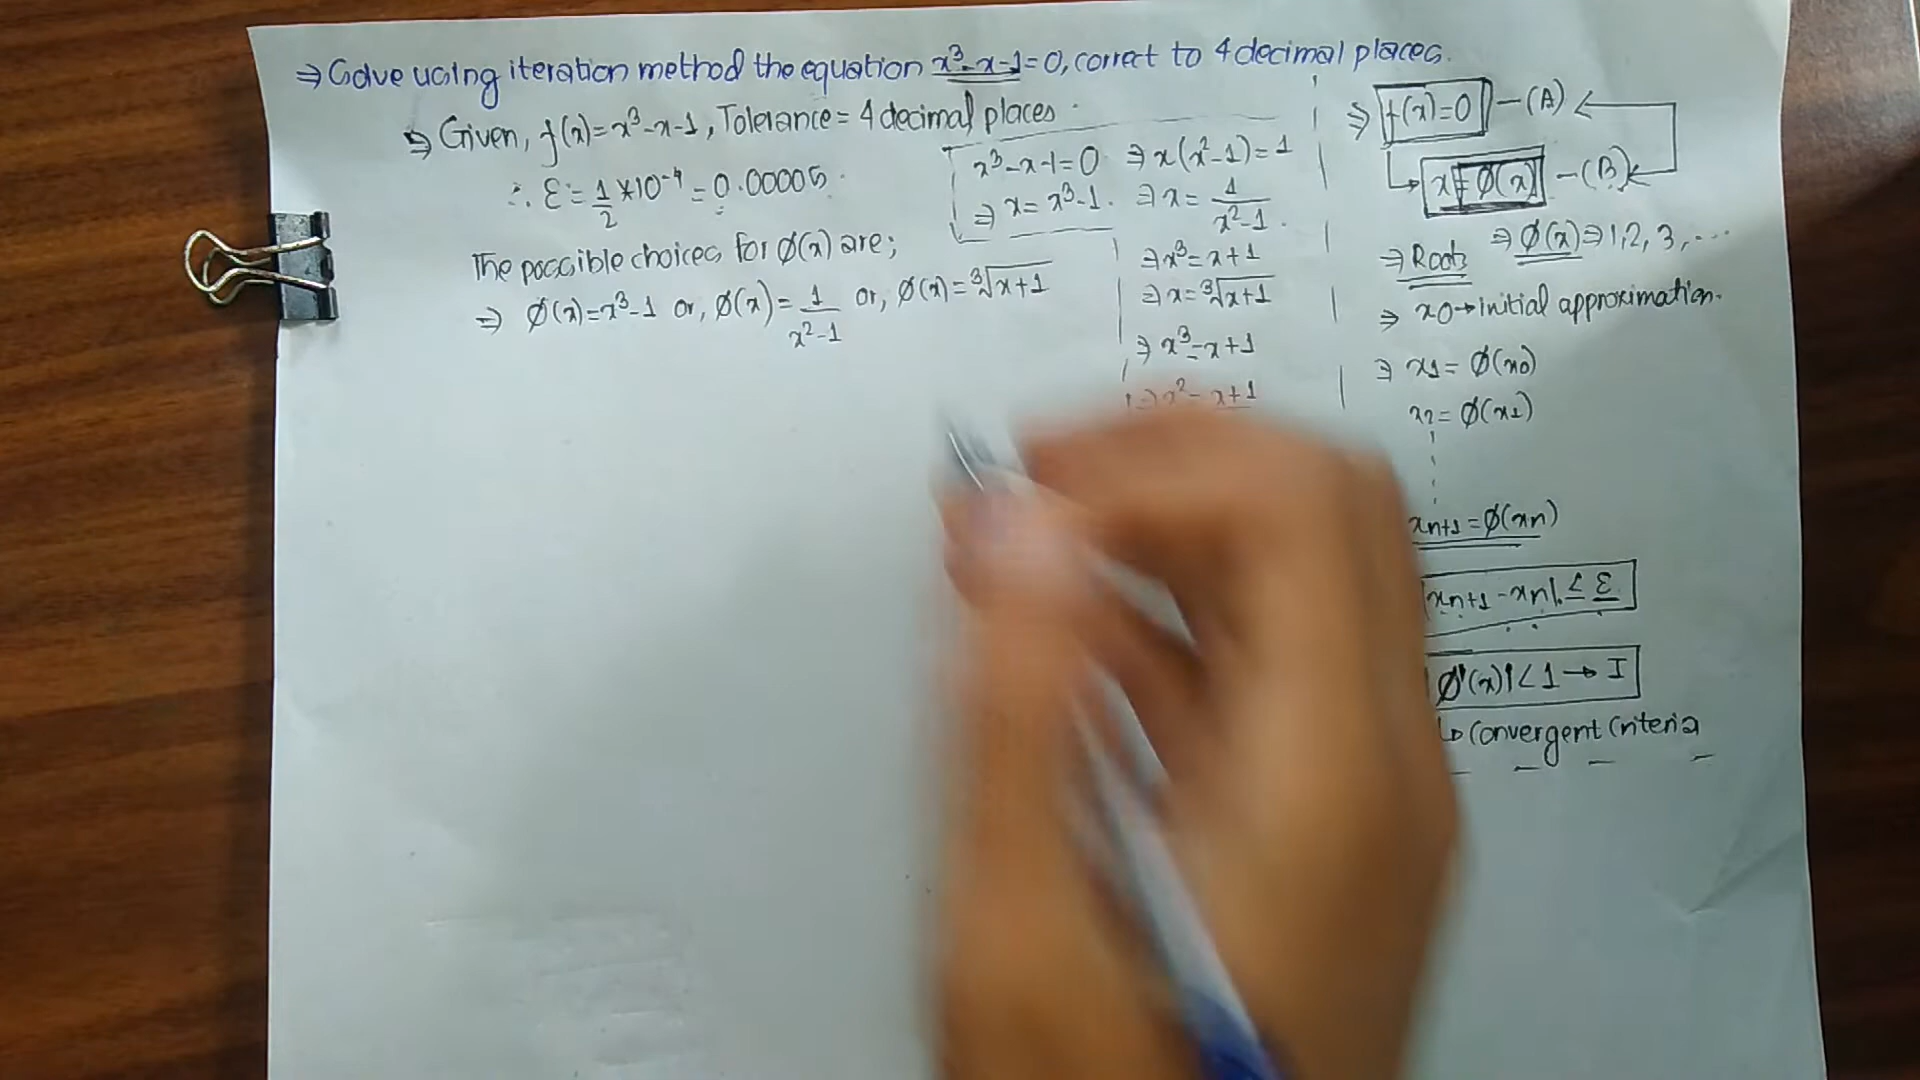 ⇒ Solve using iteration method the equation x³-x-1=0, correct to 4 decimal places.
⇒ Given, f(x)=x³-x-1, Tolerance = 4 decimal places
∴ Ɛ = 1/2 * 10⁻⁴ = 0.00005
The possible choices for Ø(x) are;
⇒ Ø(x)=x³-1 or, Ø(x)= 1/(x²-1) or, Ø(x)= ³√(x+1)
x³-x-1=0 ⇒ x(x²-1)=1
⇒ x= x³-1. ⇒ x= 1/(x²-1).
⇒ x³=x+1
⇒ x= ³√(x+1)
⇒ x³=x+1
⇒ x² = x+1
⇒ f(x)=0 - (A)
x=Ø(x) - (B)
⇒ Roots ⇒ Ø(x) ⇒ 1,2, 3, ...
⇒ x0→initial approximation.
⇒ x1= Ø(x0)
x2= Ø(x1)
xn+1=Ø(xn)
|xn+1 - xn| ≤ Ɛ
Ø'(x)|<1 → I
↳ Convergent Criteria